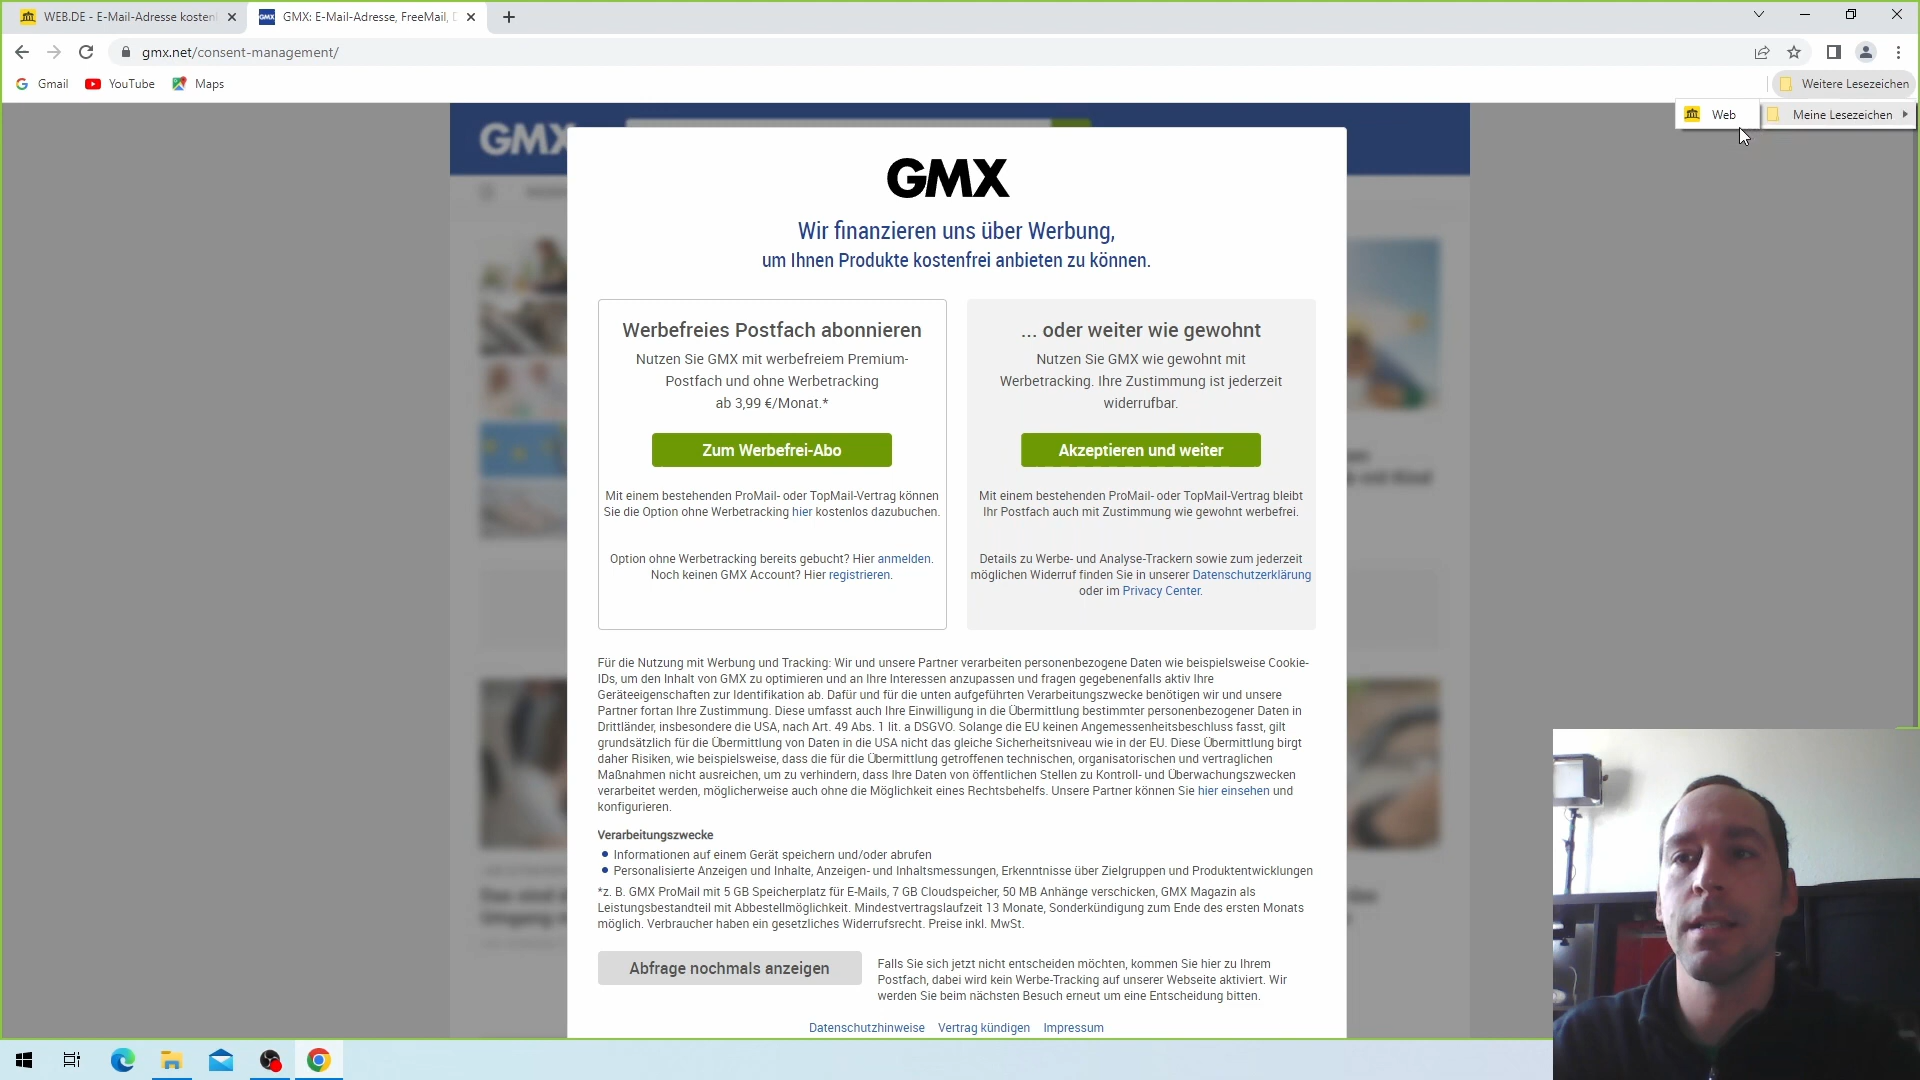 WEB.DE - E-Mail-Adresse kosten
GMX: E-Mail-Adresse, FreeMail,
gmx.net/consent-management/
Gmail
YouTube
Maps
Weitere Lesezeichen
Web
Meine Lesezeichen
GMX
GMX
Wir finanzieren uns über Werbung,
um Ihnen Produkte kostenfrei anbieten zu können.
Werbefreies Postfach abonnieren
Nutzen Sie GMX mit werbefreiem Premium-
Postfach und ohne Werbetracking
ab 3,99 €/Monat.*
Zum Werbefrei-Abo
Mit einem bestehenden ProMail- oder TopMail-Vertrag können
Sie die Option ohne Werbetracking hier kostenlos dazubuchen.
Option ohne Werbetracking bereits gebucht? Hier anmelden.
Noch keinen GMX Account? Hier registrieren.
... oder weiter wie gewohnt
Nutzen Sie GMX wie gewohnt mit
Werbetracking. Ihre Zustimmung ist jederzeit
widerrufbar.
Akzeptieren und weiter
Mit einem bestehenden ProMail- oder TopMail-Vertrag bleibt
Ihr Postfach auch mit Zustimmung wie gewohnt werbefrei.
Details zu Werbe- und Analyse-Trackern sowie zum jederzeit
möglichen Widerruf finden Sie in unserer Datenschutzerklärung
oder im Privacy Center.
Für die Nutzung mit Werbung und Tracking: Wir und unsere Partner verarbeiten personenbezogene Daten wie beispielsweise Cookie-
IDs, um den Inhalt von GMX zu optimieren und an Ihre Interessen anzupassen und fragen gegebenenfalls aktiv Ihre
Geräteeigenschaften zur Identifikation ab. Dafür und für die unten aufgeführten Verarbeitungszwecke benötigen wir und unsere
Partner fortan Ihre Zustimmung. Diese umfasst auch Ihre Einwilligung in die Übermittlung bestimmter personenbezogener Daten in
Drittländer, insbesondere die USA, nach Art. 49 Abs. 1 lit. a DSGVO. Solange die EU keinen Angemessenheitsbeschluss fasst, gilt
grundsätzlich für die Übermittlung von Daten in die USA nicht das gleiche Sicherheitsniveau wie in der EU. Diese Übermittlung birgt
daher Risiken, wie beispielsweise, dass die für die Übermittlung getroffenen technischen, organisatorischen und vertraglichen
Maßnahmen nicht ausreichen, um zu verhindern, dass Ihre Daten von öffentlichen Stellen zu Kontroll- und Überwachungszwecken
verarbeitet werden, möglicherweise auch ohne die Möglichkeit eines Rechtsbehelfs. Unsere Partner können Sie hier einsehen und
konfigurieren.
Verarbeitungszwecke
Informationen auf einem Gerät speichern und/oder abrufen
Personalisierte Anzeigen und Inhalte, Anzeigen- und Inhaltsmessungen, Erkenntnisse über Zielgruppen und Produktentwicklungen
*z. B. GMX ProMail mit 5 GB Speicherplatz für E-Mails, 7 GB Cloudspeicher, 50 MB Anhänge verschicken, GMX Magazin als
Leistungsbestandteil mit Abbestellmöglichkeit. Mindestvertragslaufzeit 13 Monate, Sonderkündigung zum Ende des ersten Monats
möglich. Verbraucher haben ein gesetzliches Widerrufsrecht. Preise inkl. MwSt.
Abfrage nochmals anzeigen
Falls Sie sich jetzt nicht entscheiden möchten, kommen Sie hier zu Ihrem
Postfach, dabei wird kein Werbe-Tracking auf unserer Webseite aktiviert. Wir
werden Sie beim nächsten Besuch erneut um eine Entscheidung bitten.
Datenschutzhinweise Vertrag kündigen Impressum